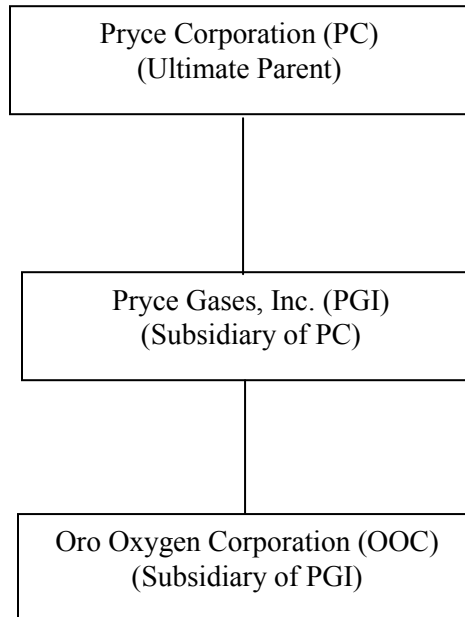 Pryce Corporation (PC)
(Ultimate Parent)
Pryce Gases, Inc. (PGI)
(Subsidiary of PC)
Oro Oxygen Corporation (OOC)
(Subsidiary of PGI)